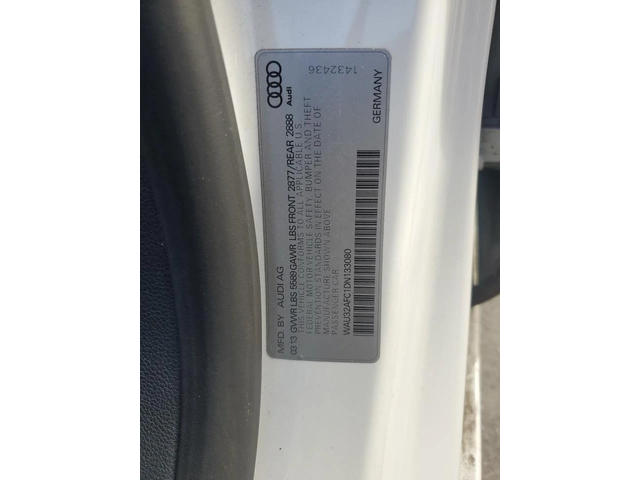 MFD. BY AUDI AG
Audi
03.13 GVWR LBS 5589 GAWR LBS FRONT 2877/REAR 2888
THIS VEHICLE CONFORMS TO ALL APPLICABLE U.S.
FEDERAL MOTOR VEHICLE SAFETY, BUMPER AND THEFT
STANDARDS IN EFFECT ON THE DATE OF
MANUFACTURE SHOWN ABOVE
PASSENGER CAR
WAU32AFC1DN133080
1432436
GERMANY